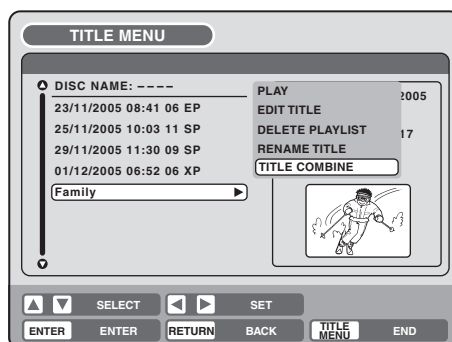 TITLE MENU
DISC NAME: – – – –
23/11/2005 08:41 06 EP
25/11/2005 10:03 11 SP
29/11/2005 11:30 09 SP
01/12/2005 06:52 06 XP
Family
PLAY
EDIT TITLE
DELETE PLAYLIST
RENAME TITLE
TITLE COMBINE
2005
17
SELECT SET
ENTER ENTER RETURN BACK TITLE MENU END